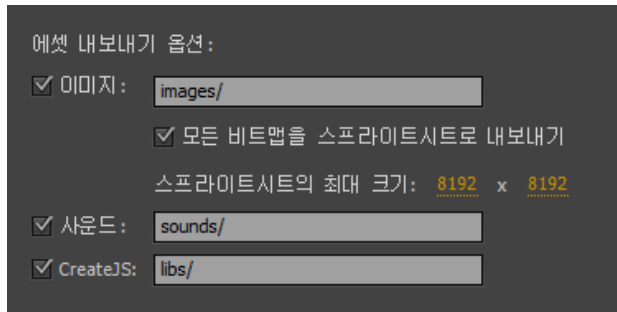 에셋 내보내기 옵션:
이미지: images/
모든 비트맵을 스프라이트시트로 내보내기
스프라이트시트의 최대 크기: 8192 x 8192
사운드: sounds/
CreateJS: libs/